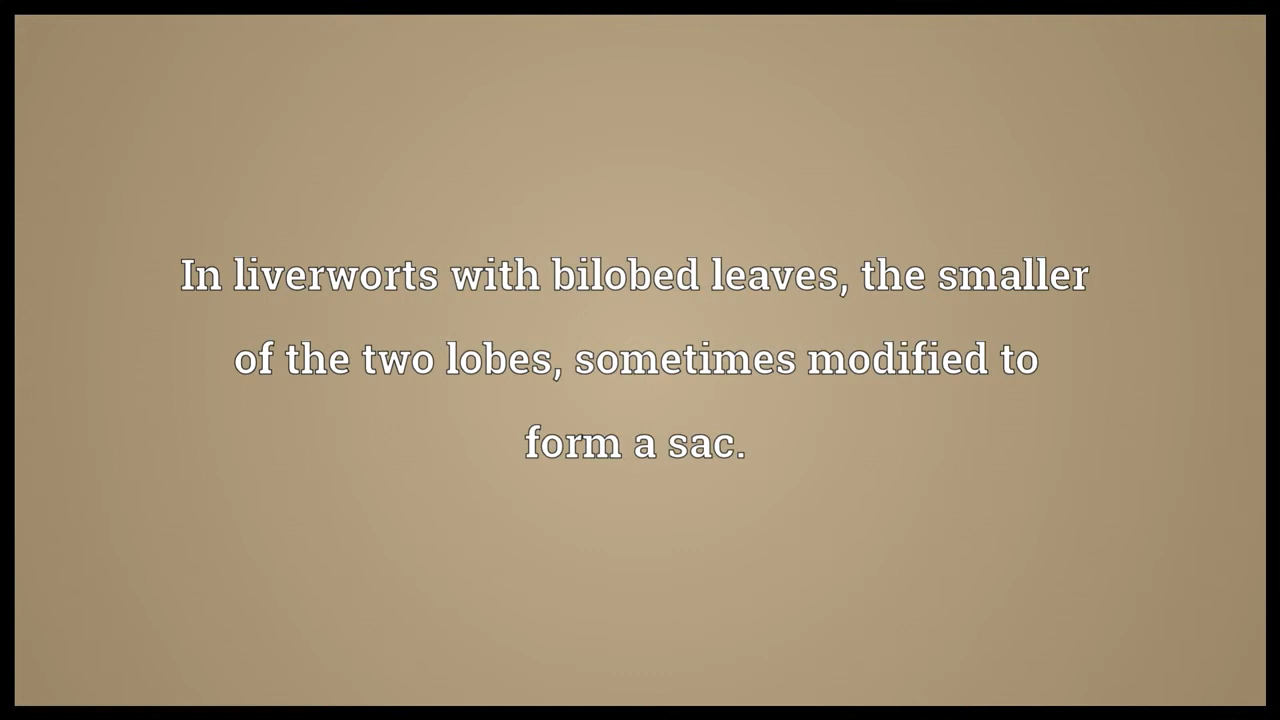 In liverworts with bilobed leaves, the smaller
of the two lobes, sometimes modified to
form a sac.